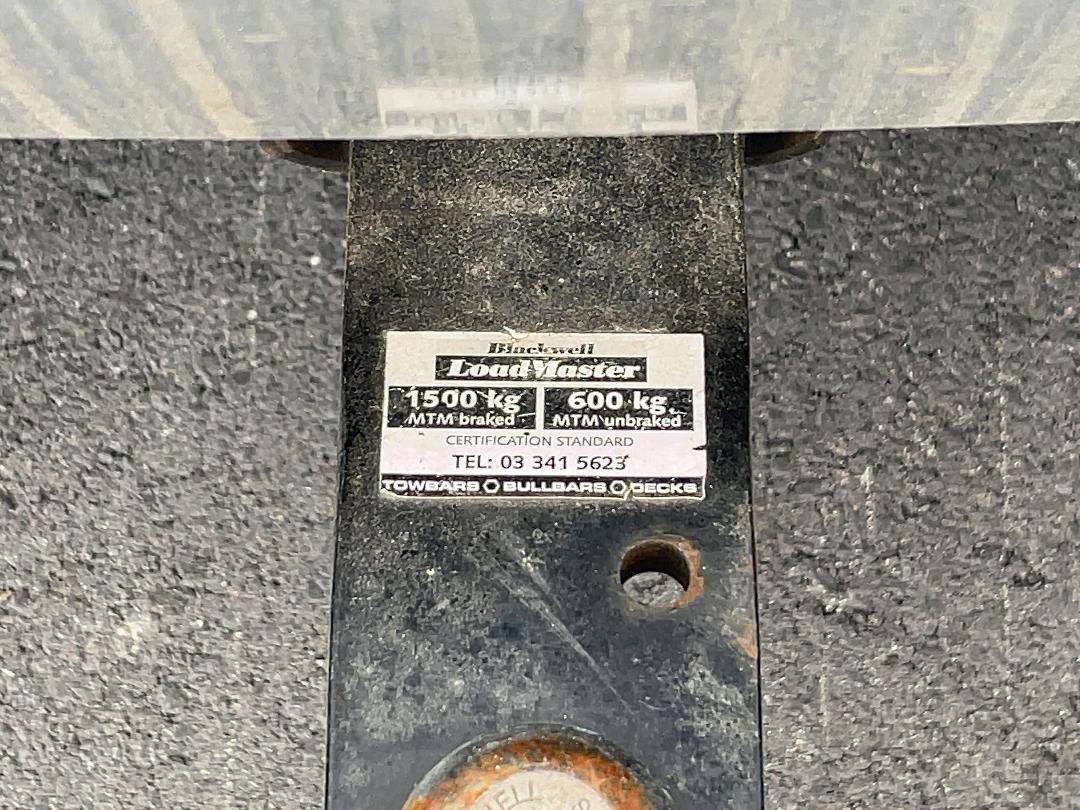 Blackwell
LoadMaster
1500 kg
MTM braked
600 kg
MTM unbraked
CERTIFICATION STANDARD
TEL: 03 341 5623
TOWBARS BULLBARS DECKS